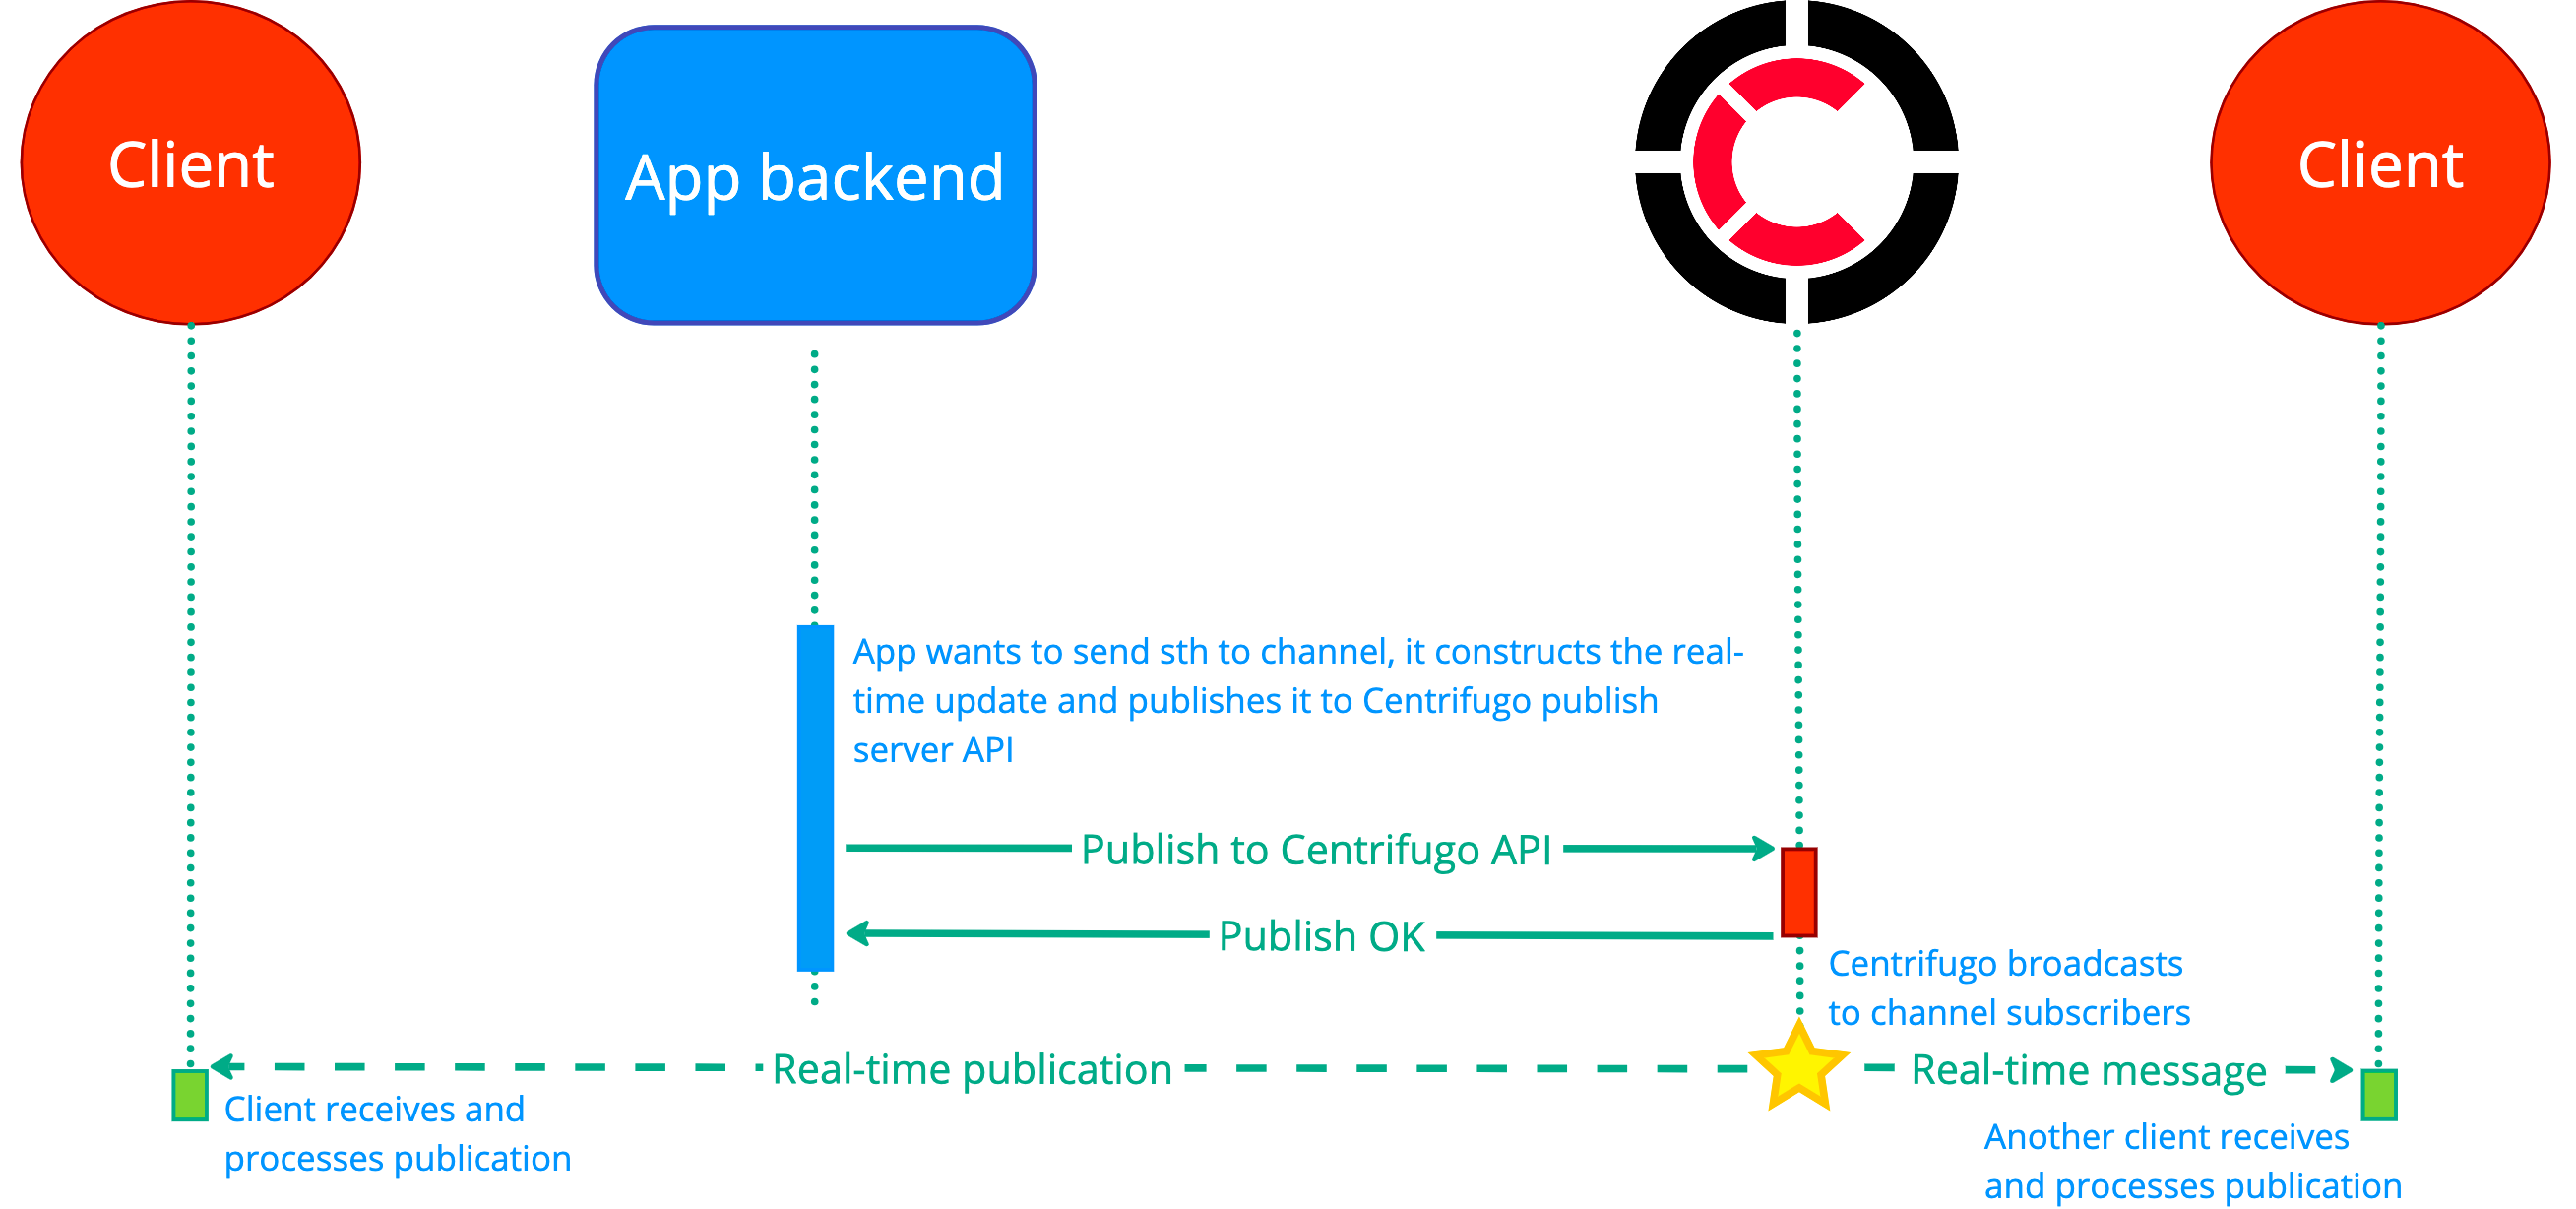 Client
App backend
Client
App wants to send sth to channel, it constructs the real-
time update and publishes it to Centrifugo publish
server API
Publish to Centrifugo API
Publish OK
Centrifugo broadcasts
to channel subscribers
Real-time publication
Real-time message
Client receives and
processes publication
Another client receives
and processes publication